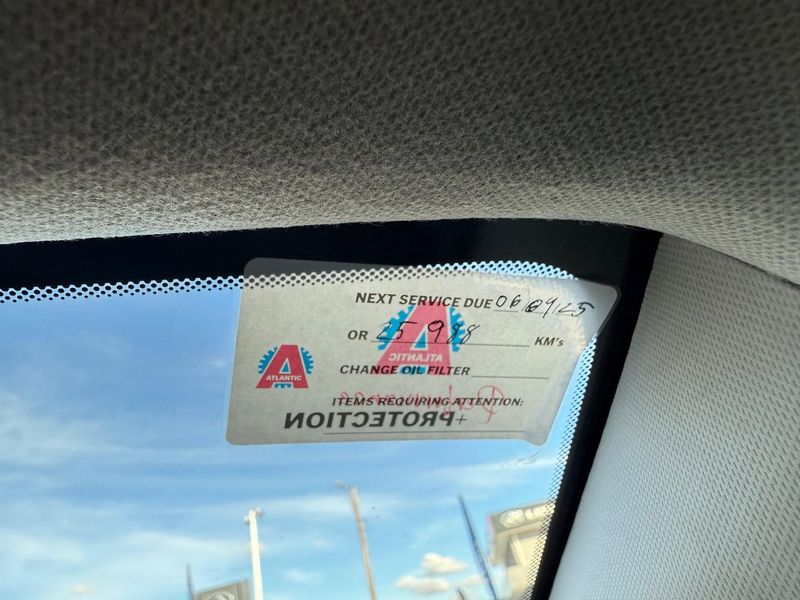 NEXT SERVICE DUE 06/09/25
OR 25 988 KM's
ATLANTIC
ATLANTIC
CHANGE OIL FILTER
ITEMS REQUIRING ATTENTION:
Performance
+PROTECTION